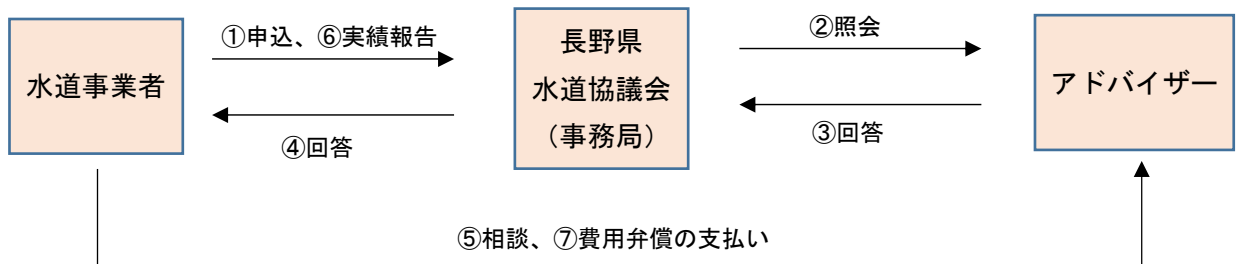 ①申込、⑥実績報告
②照会
長野県
水道協議会
（事務局）
水道事業者
アドバイザー
④回答
③回答
⑤相談、⑦費用弁償の支払い